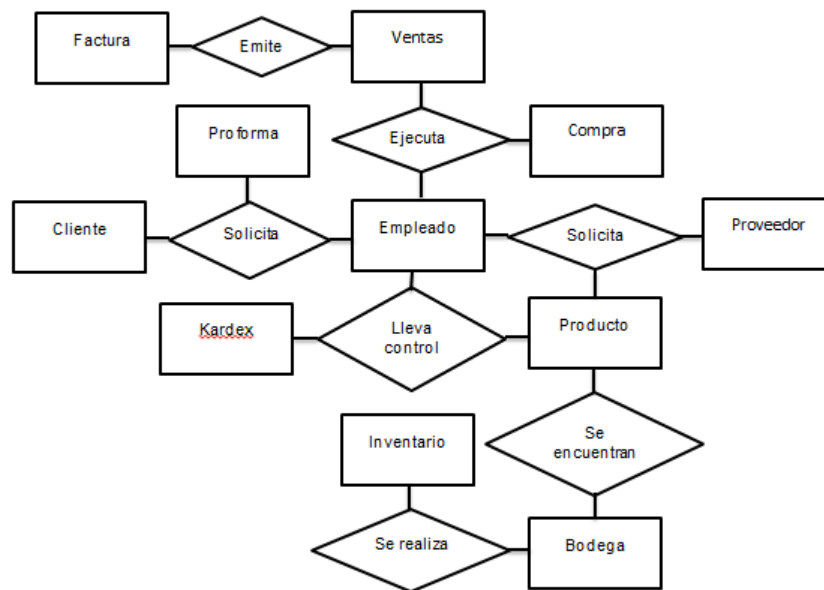 Factura
Emite
Ventas
Proforma
Ejecuta
Compra
Cliente
Solicita
Empleado
Solicita
Proveedor
Kardex
Lleva
control
Producto
Inventario
Se
encuentran
Se realiza
Bodega